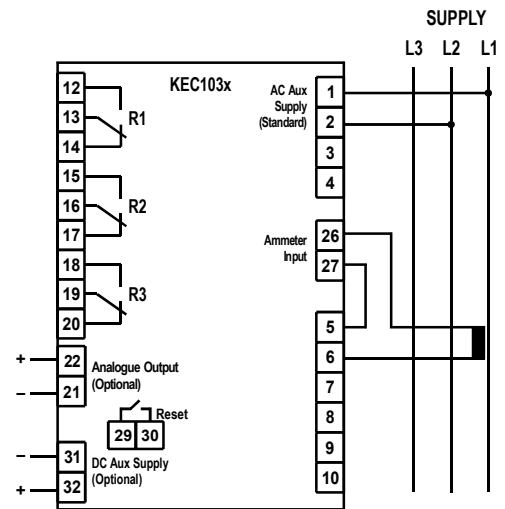 SUPPLY
L3 L2 L1
KEC103x
12
13
14
R1
15
16
17
R2
18
19
20
R3
+ 22
– 21
Analogue Output
(Optional)
Reset
29 30
– 31
+ 32
DC Aux Supply
(Optional)
AC Aux
Supply
(Standard)
1
2
3
4
Ammeter
Input
26
27
5
6
7
8
9
10